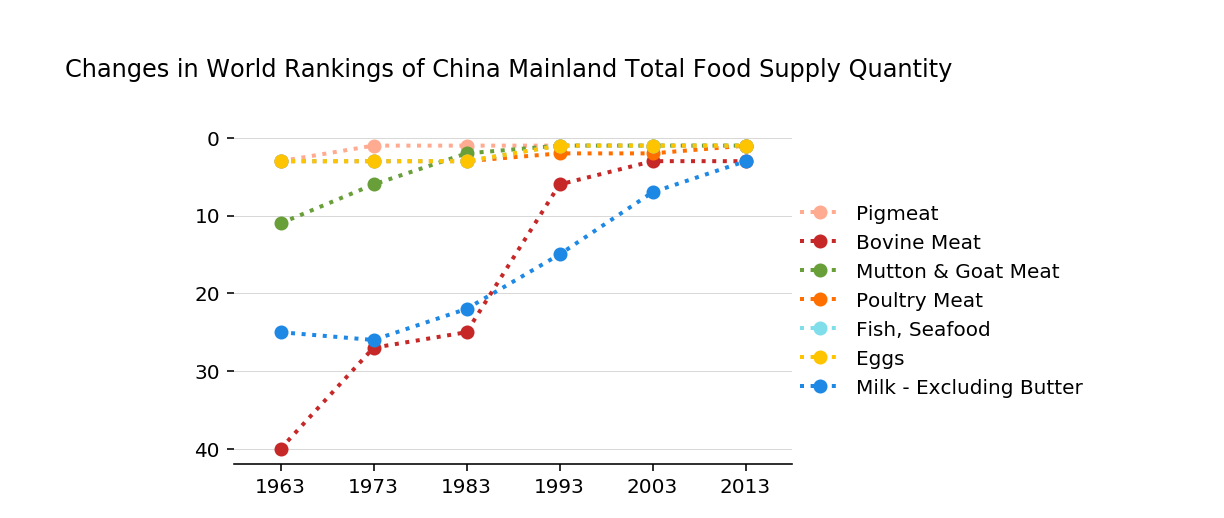 Changes in World Rankings of China Mainland Total Food Supply Quantity
0
10
20
30
40
1963 1973 1983 1993 2003 2013
Pigmeat
Bovine Meat
Mutton & Goat Meat
Poultry Meat
Fish, Seafood
Eggs
Milk - Excluding Butter